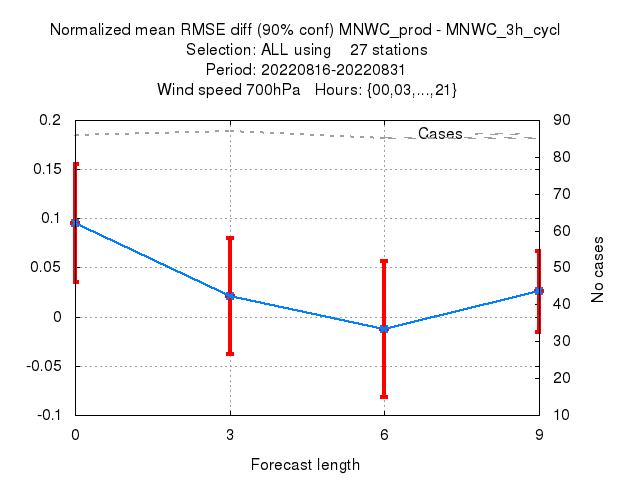 Normalized mean RMSE diff (90% conf) MNWC_prod - MNWC_3h_cycl
Selection: ALL using    27 stations
Period: 20220816-20220831
Wind speed 700hPa   Hours: {00,03,...,21}
0.2
0.15
0.1
0.05
0
-0.05
-0.1
Cases
90
80
70
60
50
40
30
20
10
No cases
0 3 6 9
Forecast length